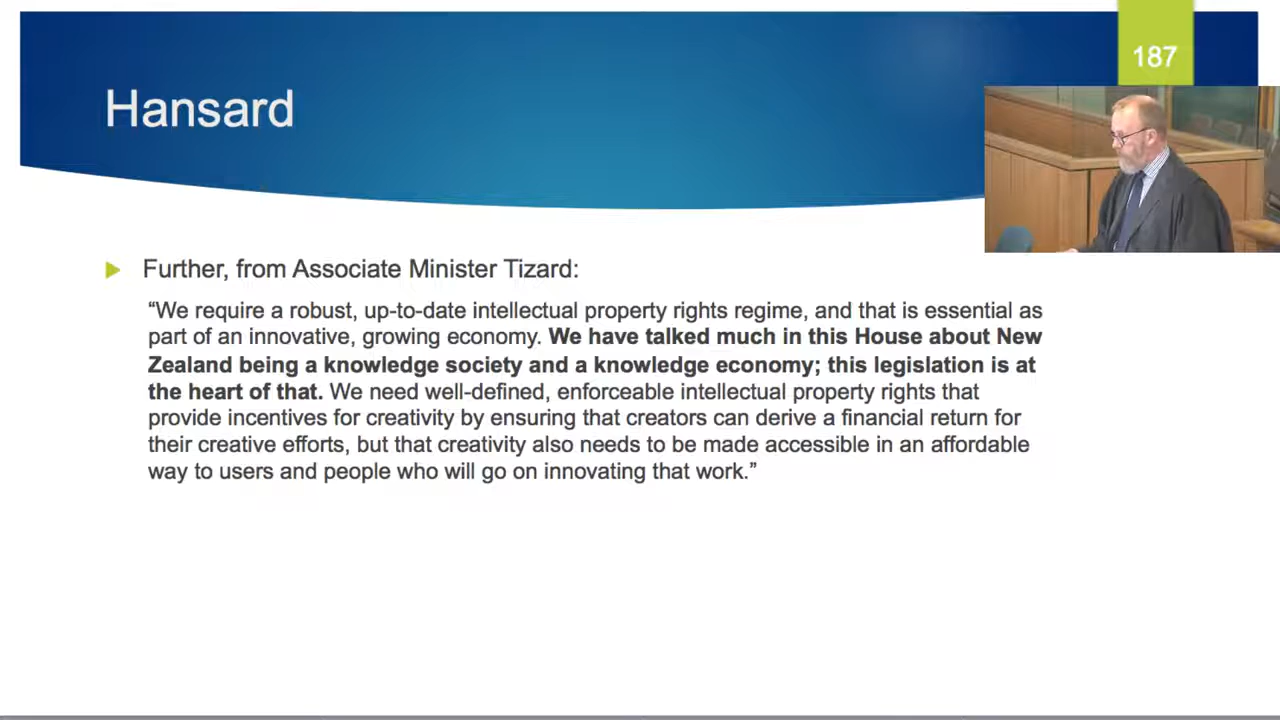 187
Hansard
Further, from Associate Minister Tizard:
“We require a robust, up-to-date intellectual property rights regime, and that is essential as
part of an innovative, growing economy. We have talked much in this House about New
Zealand being a knowledge society and a knowledge economy; this legislation is at
the heart of that. We need well-defined, enforceable intellectual property rights that
provide incentives for creativity by ensuring that creators can derive a financial return for
their creative efforts, but that creativity also needs to be made accessible in an affordable
way to users and people who will go on innovating that work.”